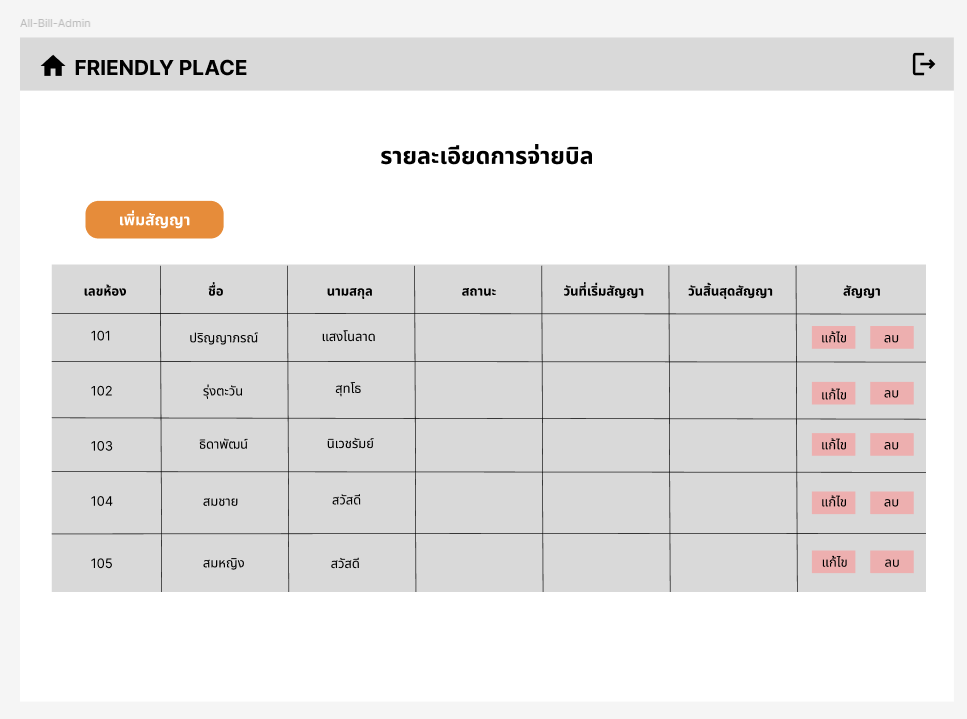 All-Bill-Admin
FRIENDLY PLACE
รายละเอียดการจ่ายบิล
เพิ่มสัญญา
เลขห้อง ชื่อ นามสกุล สถานะ วันที่เริ่มสัญญา วันสิ้นสุดสัญญา สัญญา
101 ปริญญาภรณ์ แสงโนลาด แก้ไข ลบ
102 รุ่งตะวัน สุทโธ แก้ไข ลบ
103 ธิดาพัฒน์ นิเวชรัมย์ แก้ไข ลบ
104 สมชาย สวัสดี แก้ไข ลบ
105 สมหญิง สวัสดี แก้ไข ลบ